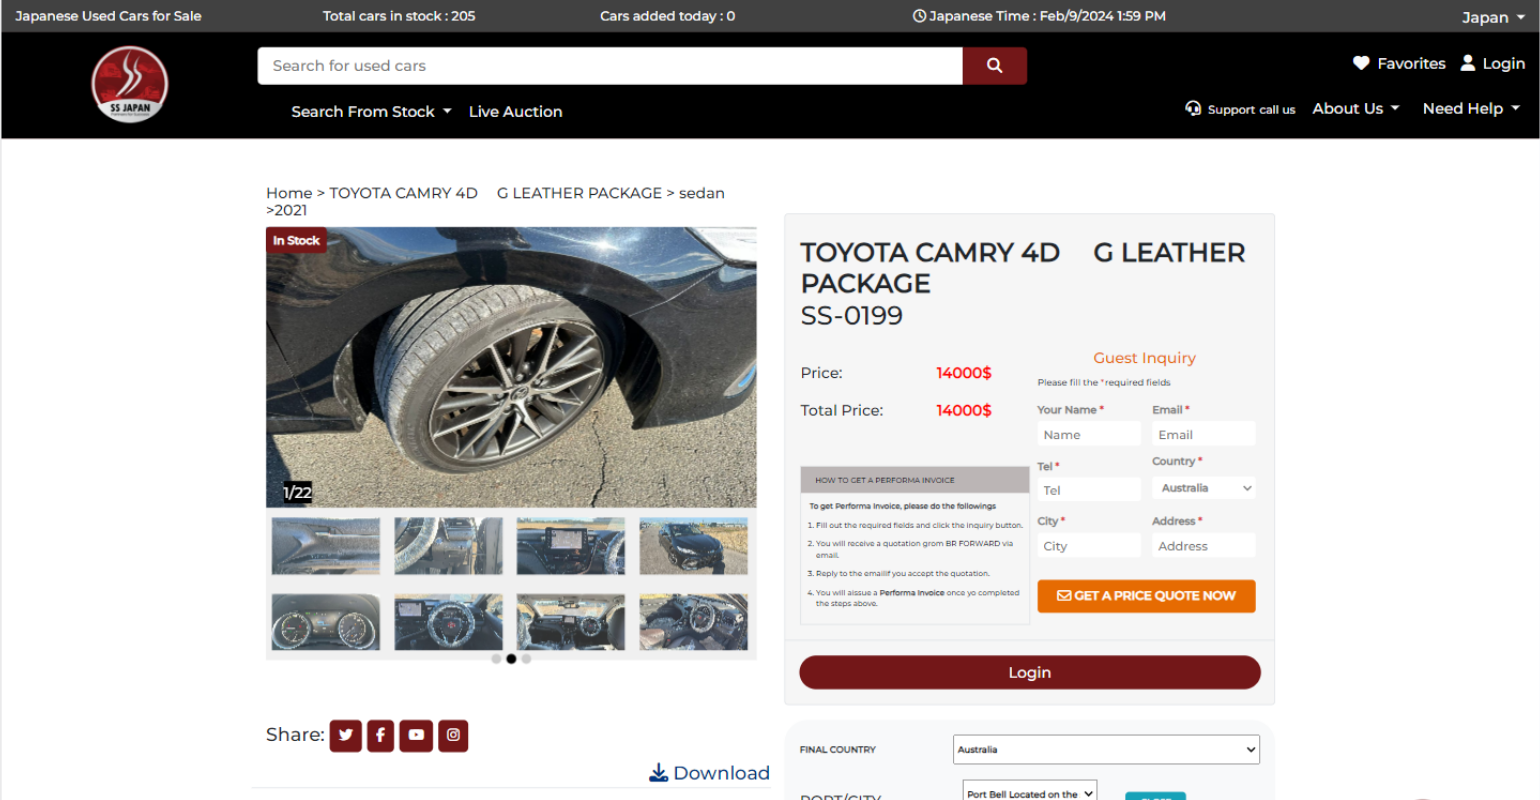 Japanese Used Cars for Sale
Total cars in stock : 205
Cars added today : 0
Japanese Time : Feb/9/2024 1:59 PM
Japan
SS JAPAN
Search for used cars
Favorites
Login
Search From Stock
Live Auction
Support call us
About Us
Need Help
Home > TOYOTA CAMRY 4D G LEATHER PACKAGE > sedan
>2021
In Stock
1/22
TOYOTA CAMRY 4D G LEATHER
PACKAGE
SS-0199
Price: 14000$
Total Price: 14000$
HOW TO GET A PERFORMA INVOICE
To get Performa Invoice, please do the followings
1. Fill out the required fields and click the inquiry button.
2. You will receive a quotation grom BR FORWARD via
email.
3. Reply to the emailif you accept the quotation.
4. You will aissue a Performa Invoice once yo completed
the steps above.
Guest Inquiry
Please fill the *required fields
Your Name *
Email *
Name
Email
Tel *
Country *
Tel
Australia
City *
Address *
City
Address
GET A PRICE QUOTE NOW
Login
Share:
Download
FINAL COUNTRY
Australia
PORT/CITY
Port Bell Located on the